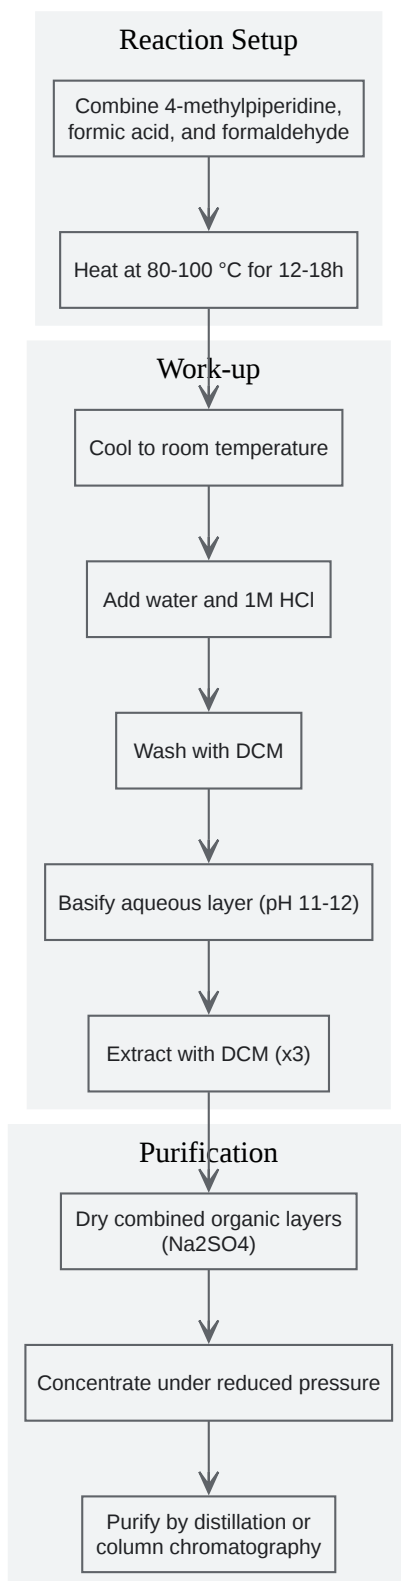 Reaction Setup
Combine 4-methylpiperidine,
formic acid, and formaldehyde
Heat at 80-100 °C for 12-18h
Work-up
Cool to room temperature
Add water and 1M HCl
Wash with DCM
Basify aqueous layer (pH 11-12)
Extract with DCM (x3)
Purification
Dry combined organic layers
(Na2SO4)
Concentrate under reduced pressure
Purify by distillation or
column chromatography